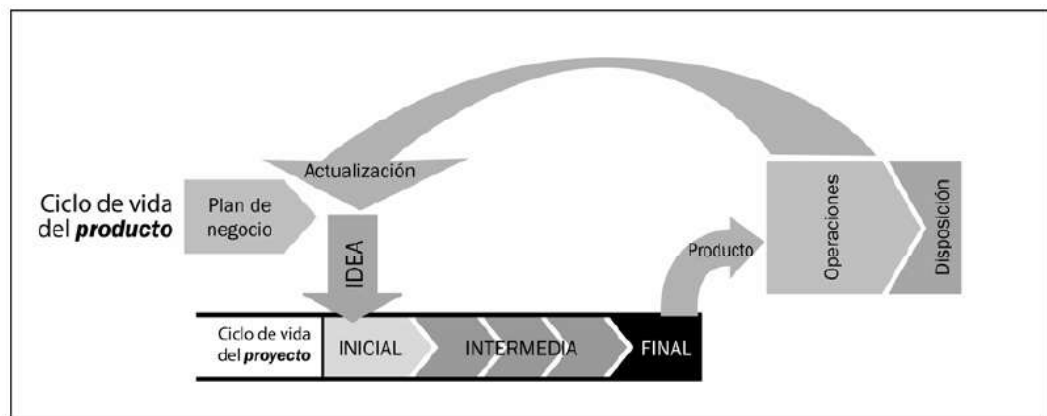 Actualización
Ciclo de vida
del producto
Plan de
negocio
IDEA
Producto
Operaciones
Disposición
Ciclo de vida
del proyecto
INICIAL
INTERMEDIA
FINAL